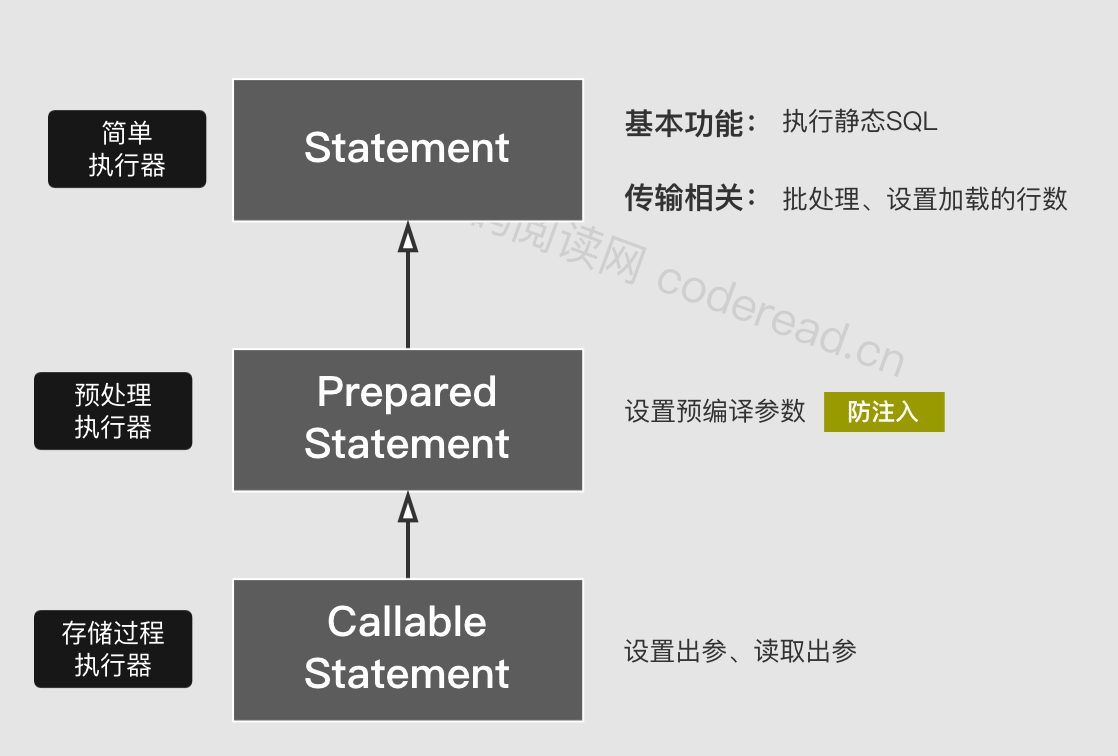 简单
执行器
Statement
基本功能： 执行静态SQL
传输相关： 批处理、设置加载的行数
阅读网 coderead.cn
预处理
执行器
Prepared
Statement
设置预编译参数 防注入
存储过程
执行器
Callable
Statement
设置出参、读取出参